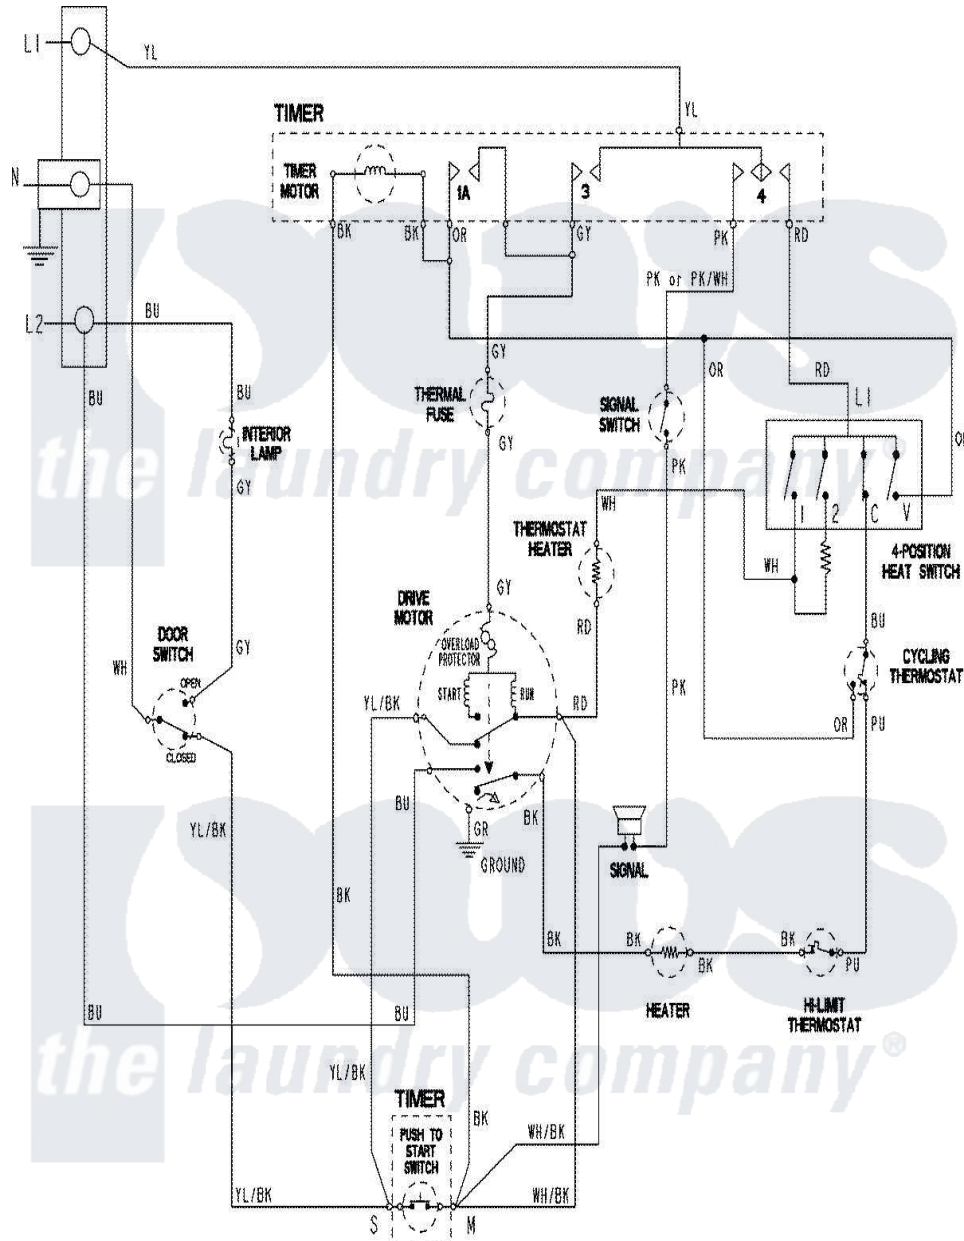 L1
YL
YL
TIMER
N
TIMER
MOTOR
1A
3
4
BK
BK
OR
GY
PK
RD
PK or PK/WH
L2
BU
GY
OR
RD
BU
BU
THERMAL
FUSE
SIGNAL
SWITCH
L1
INTERIOR
LAMP
GY
GY
PK
WH
1
2
C
V
THERMOSTAT
HEATER
4-POSITION
HEAT SWITCH
WH
GY
DRIVE
MOTOR
RD
BU
DOOR
SWITCH
GY
WH
OVERLOAD
PROTECTOR
CYCLING
THERMOSTAT
OPEN
START
RUN
YL/BK
RD
PK
OR
PU
CLOSED
BU
BK
YL/BK
GR
GROUND
SIGNAL
BK
BK
BK
BK
BK
PU
HEATER
HI-LIMIT
THERMOSTAT
BU
BU
YL/BK
TIMER
BK
PUSH TO
START
SWITCH
WH/BK
YL/BK
WH/BK
S
M
the laundry company®
the laundry company®